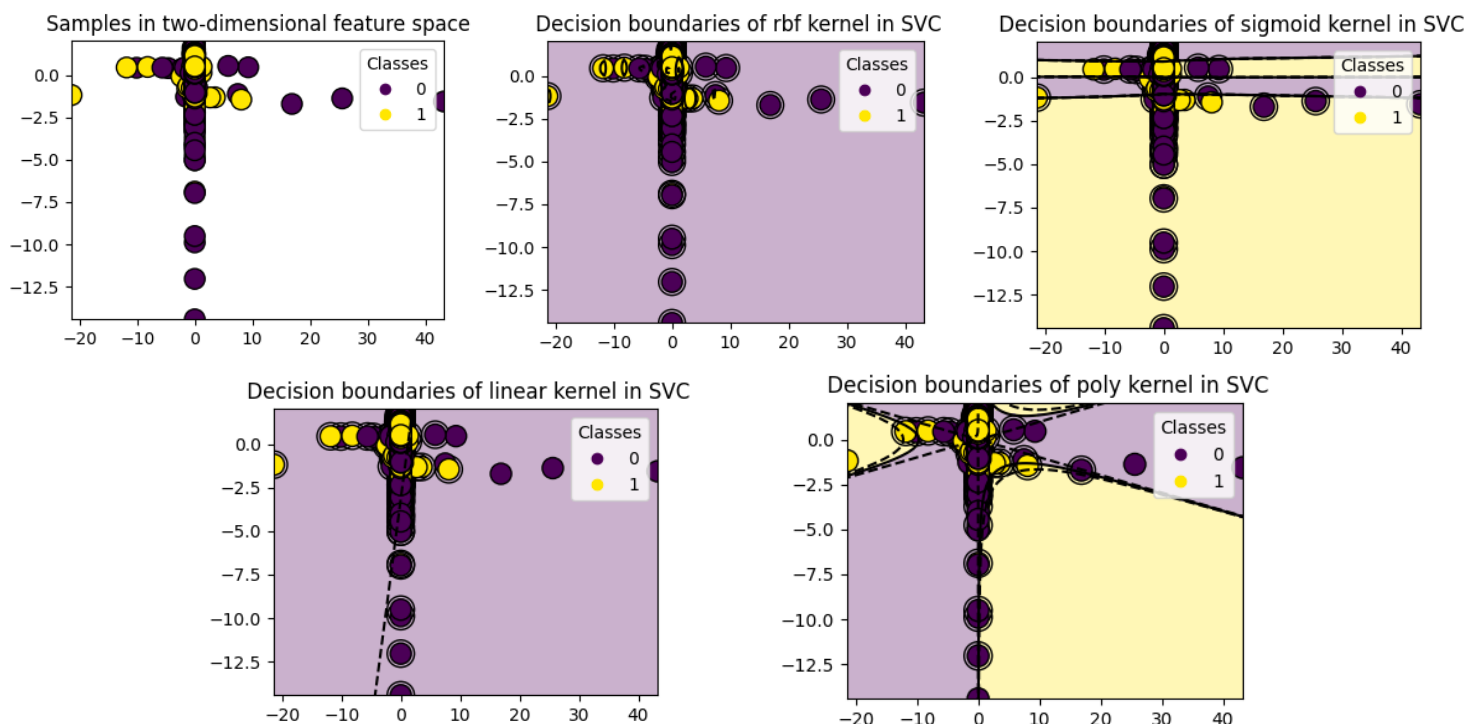 Samples in two-dimensional feature space
Classes
0
1
0.0
−2.5
−5.0
−7.5
−10.0
−12.5
−20 −10 0 10 20 30 40
Decision boundaries of rbf kernel in SVC
Classes
0
1
0.0
−2.5
−5.0
−7.5
−10.0
−12.5
−20 −10 0 10 20 30 40
Decision boundaries of sigmoid kernel in SVC
Classes
0
1
0.0
−2.5
−5.0
−7.5
−10.0
−12.5
−20 −10 0 10 20 30 40
Decision boundaries of linear kernel in SVC
Classes
0
1
0.0
−2.5
−5.0
−7.5
−10.0
−12.5
−20 −10 0 10 20 30 40
Decision boundaries of poly kernel in SVC
Classes
0
1
0.0
−2.5
−5.0
−7.5
−10.0
−12.5
−20 −10 0 10 20 30 40